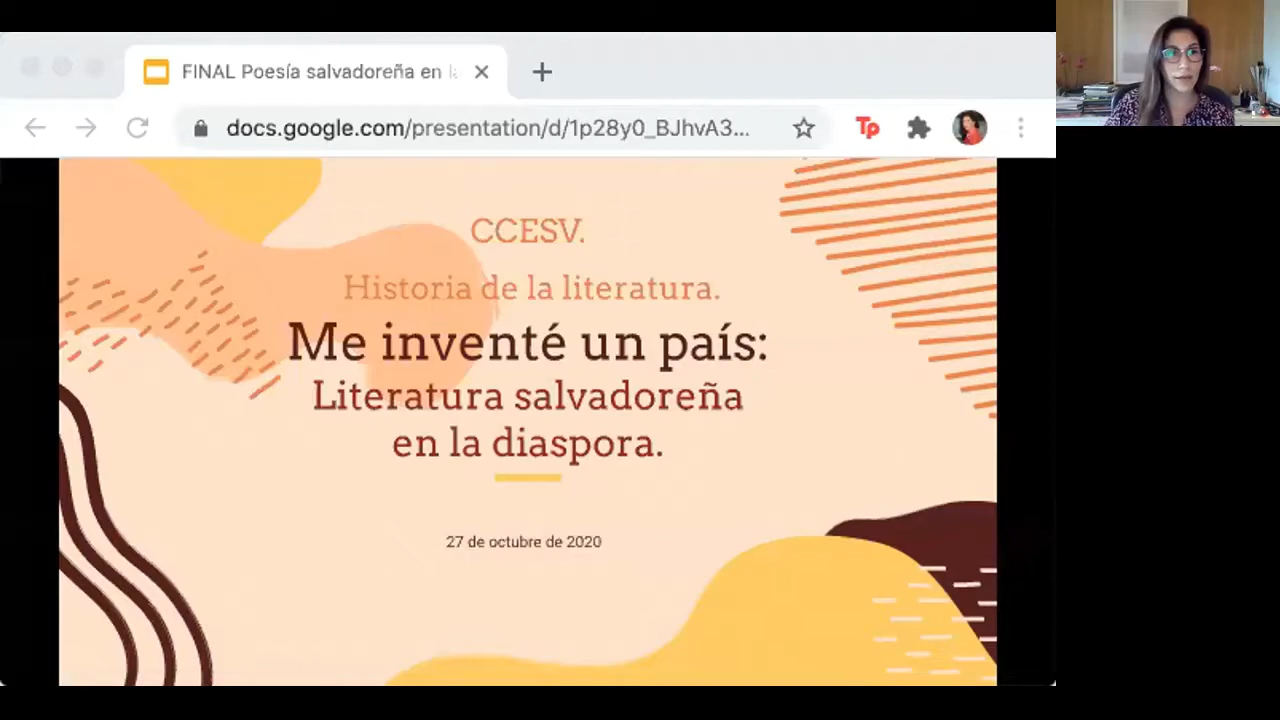 FINAL Poesía salvadoreña en la
docs.google.com/presentation/d/1p28y0_BJhvA3...
Tp
CCESV.
Historia de la literatura.
Me inventé un país:
Literatura salvadoreña
en la diaspora.
27 de octubre de 2020